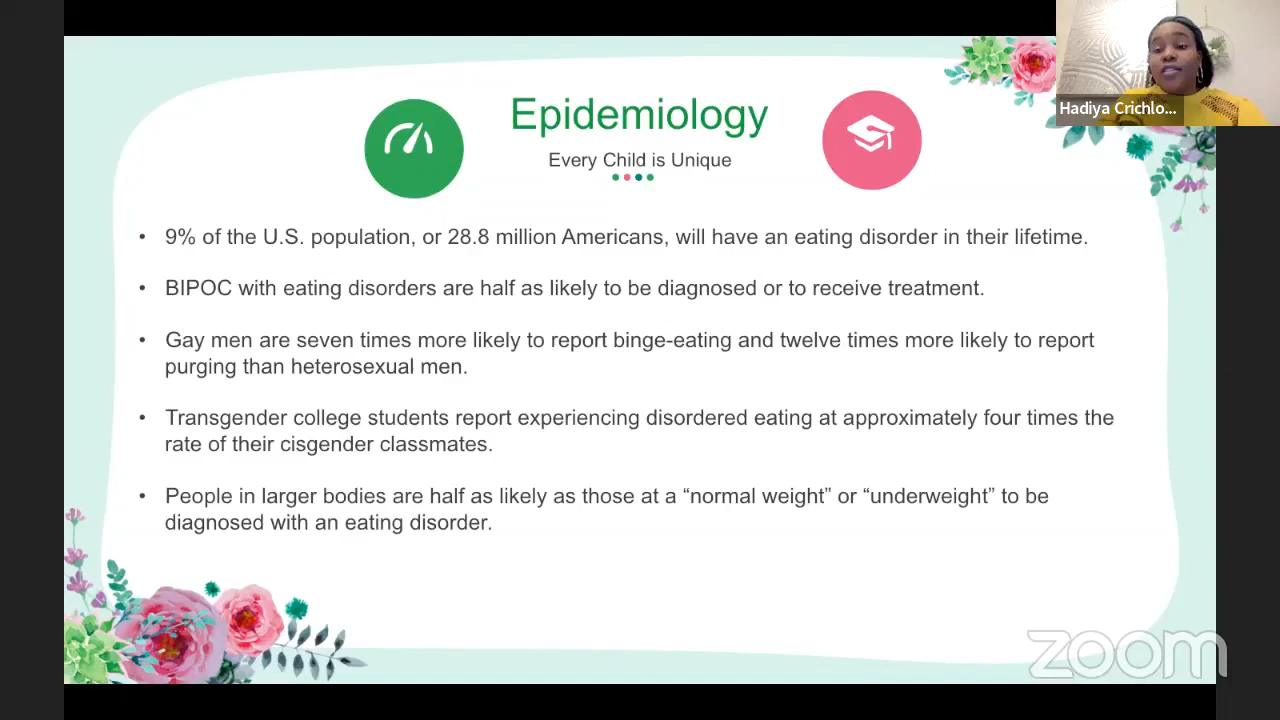 Epidemiology
Every Child is Unique
Hadiya Crichlo...
• 9% of the U.S. population, or 28.8 million Americans, will have an eating disorder in their lifetime.
• BIPOC with eating disorders are half as likely to be diagnosed or to receive treatment.
• Gay men are seven times more likely to report binge-eating and twelve times more likely to report
purging than heterosexual men.
• Transgender college students report experiencing disordered eating at approximately four times the
rate of their cisgender classmates.
• People in larger bodies are half as likely as those at a “normal weight” or “underweight” to be
diagnosed with an eating disorder.
zoom